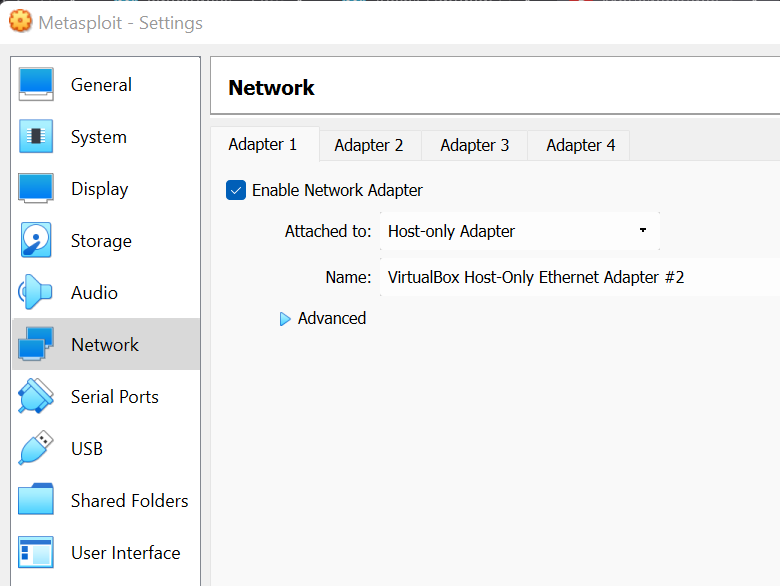 Metasploit - Settings
General
System
Display
Storage
Audio
Network
Serial Ports
USB
Shared Folders
User Interface
Network
Adapter 1 Adapter 2 Adapter 3 Adapter 4
Enable Network Adapter
Attached to: Host-only Adapter
Name: VirtualBox Host-Only Ethernet Adapter #2
Advanced